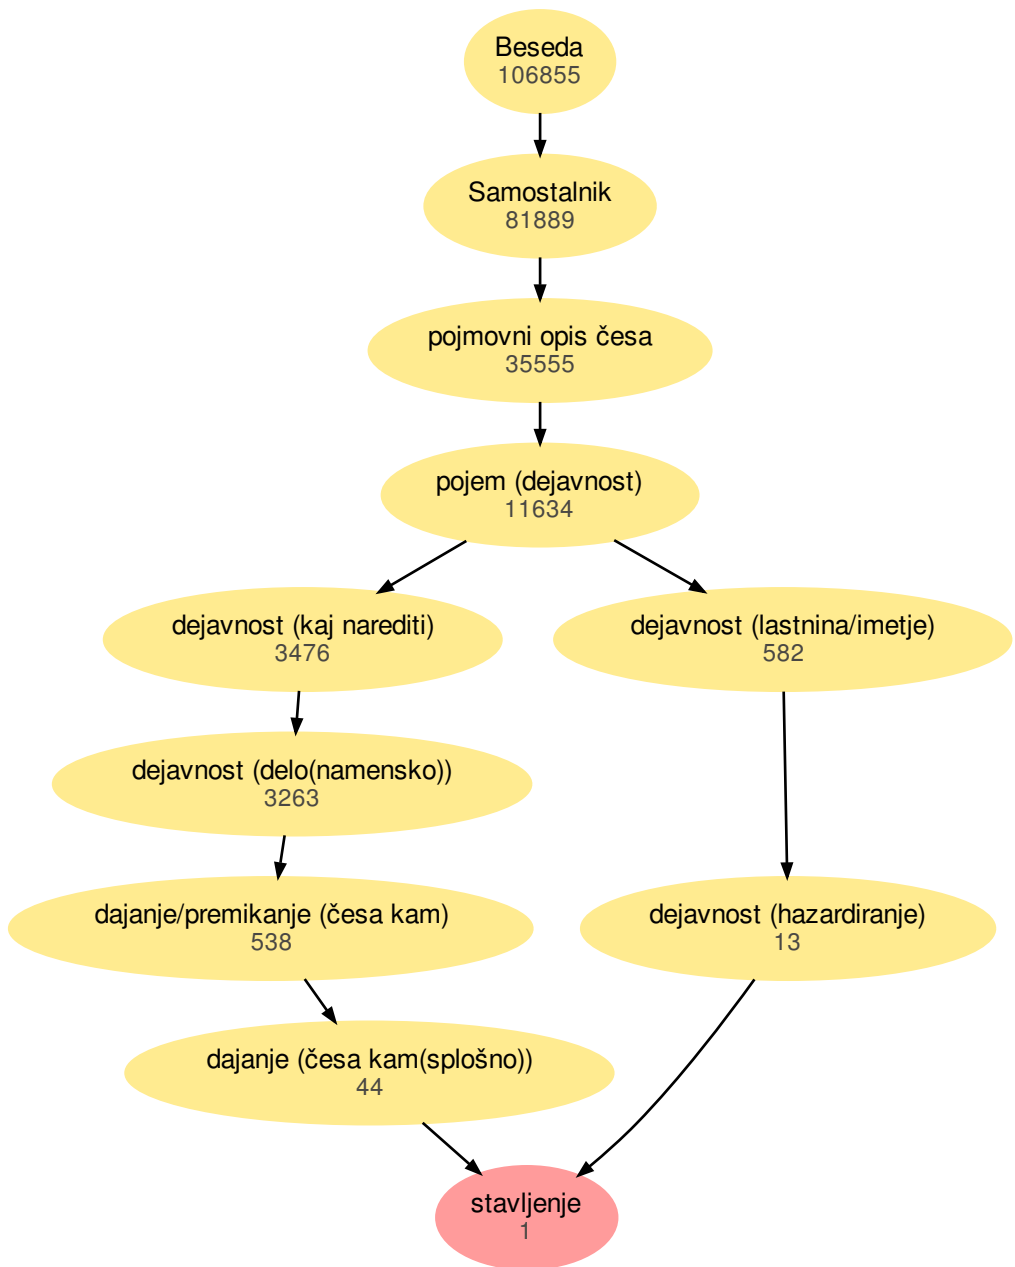 Beseda
106855
Samostalnik
81889
pojmovni opis česa
35555
pojem (dejavnost)
11634
dejavnost (kaj narediti)
3476
dejavnost (lastnina/imetje)
582
dejavnost (delo(namensko))
3263
dajanje/premikanje (česa kam)
538
dejavnost (hazardiranje)
13
dajanje (česa kam(splošno))
44
stavljenje
1